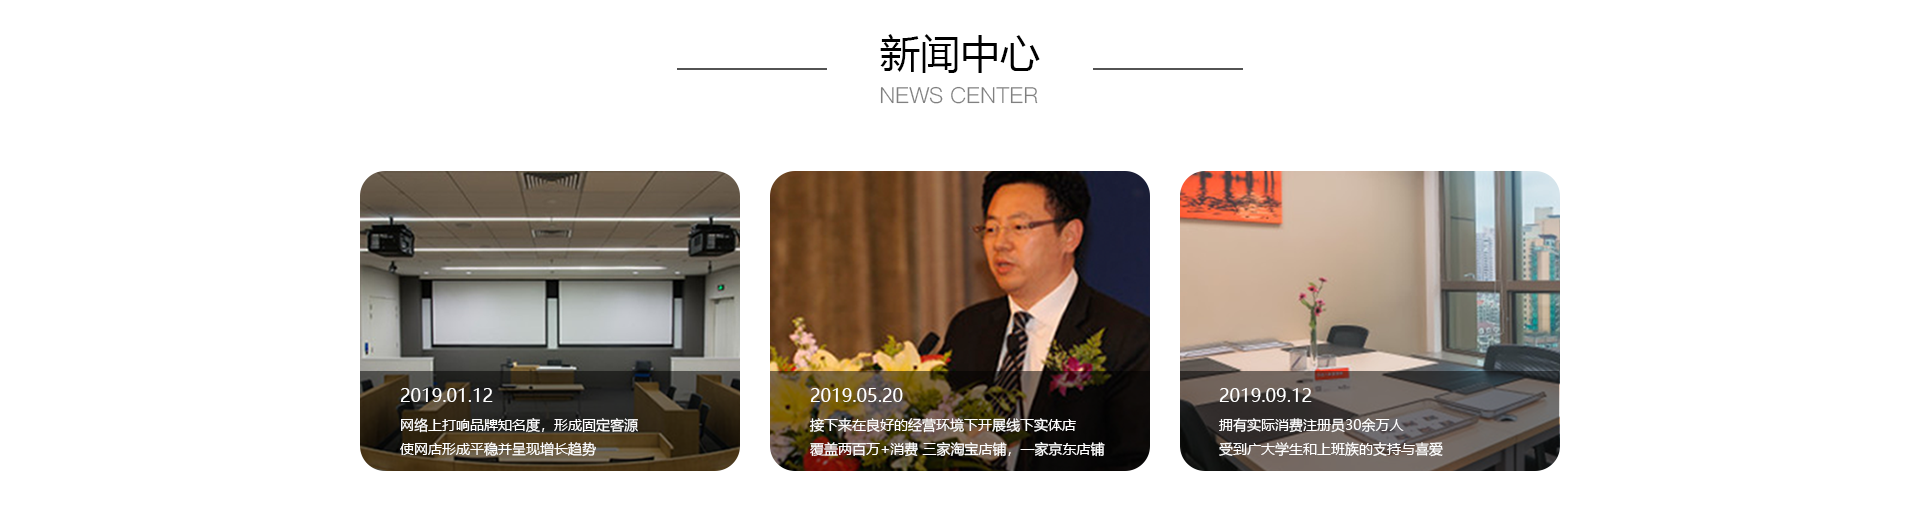 新闻中心
NEWS CENTER
2019.01.12
网络上打响品牌知名度，形成固定客源
使网店形成平稳并呈现增长趋势
2019.05.20
接下来在良好的经营环境下开展线下实体店
覆盖两百万+消费 三家淘宝店铺，一家京东店铺
2019.09.12
拥有实际消费注册员30余万人
受到广大学生和上班族的支持与喜爱